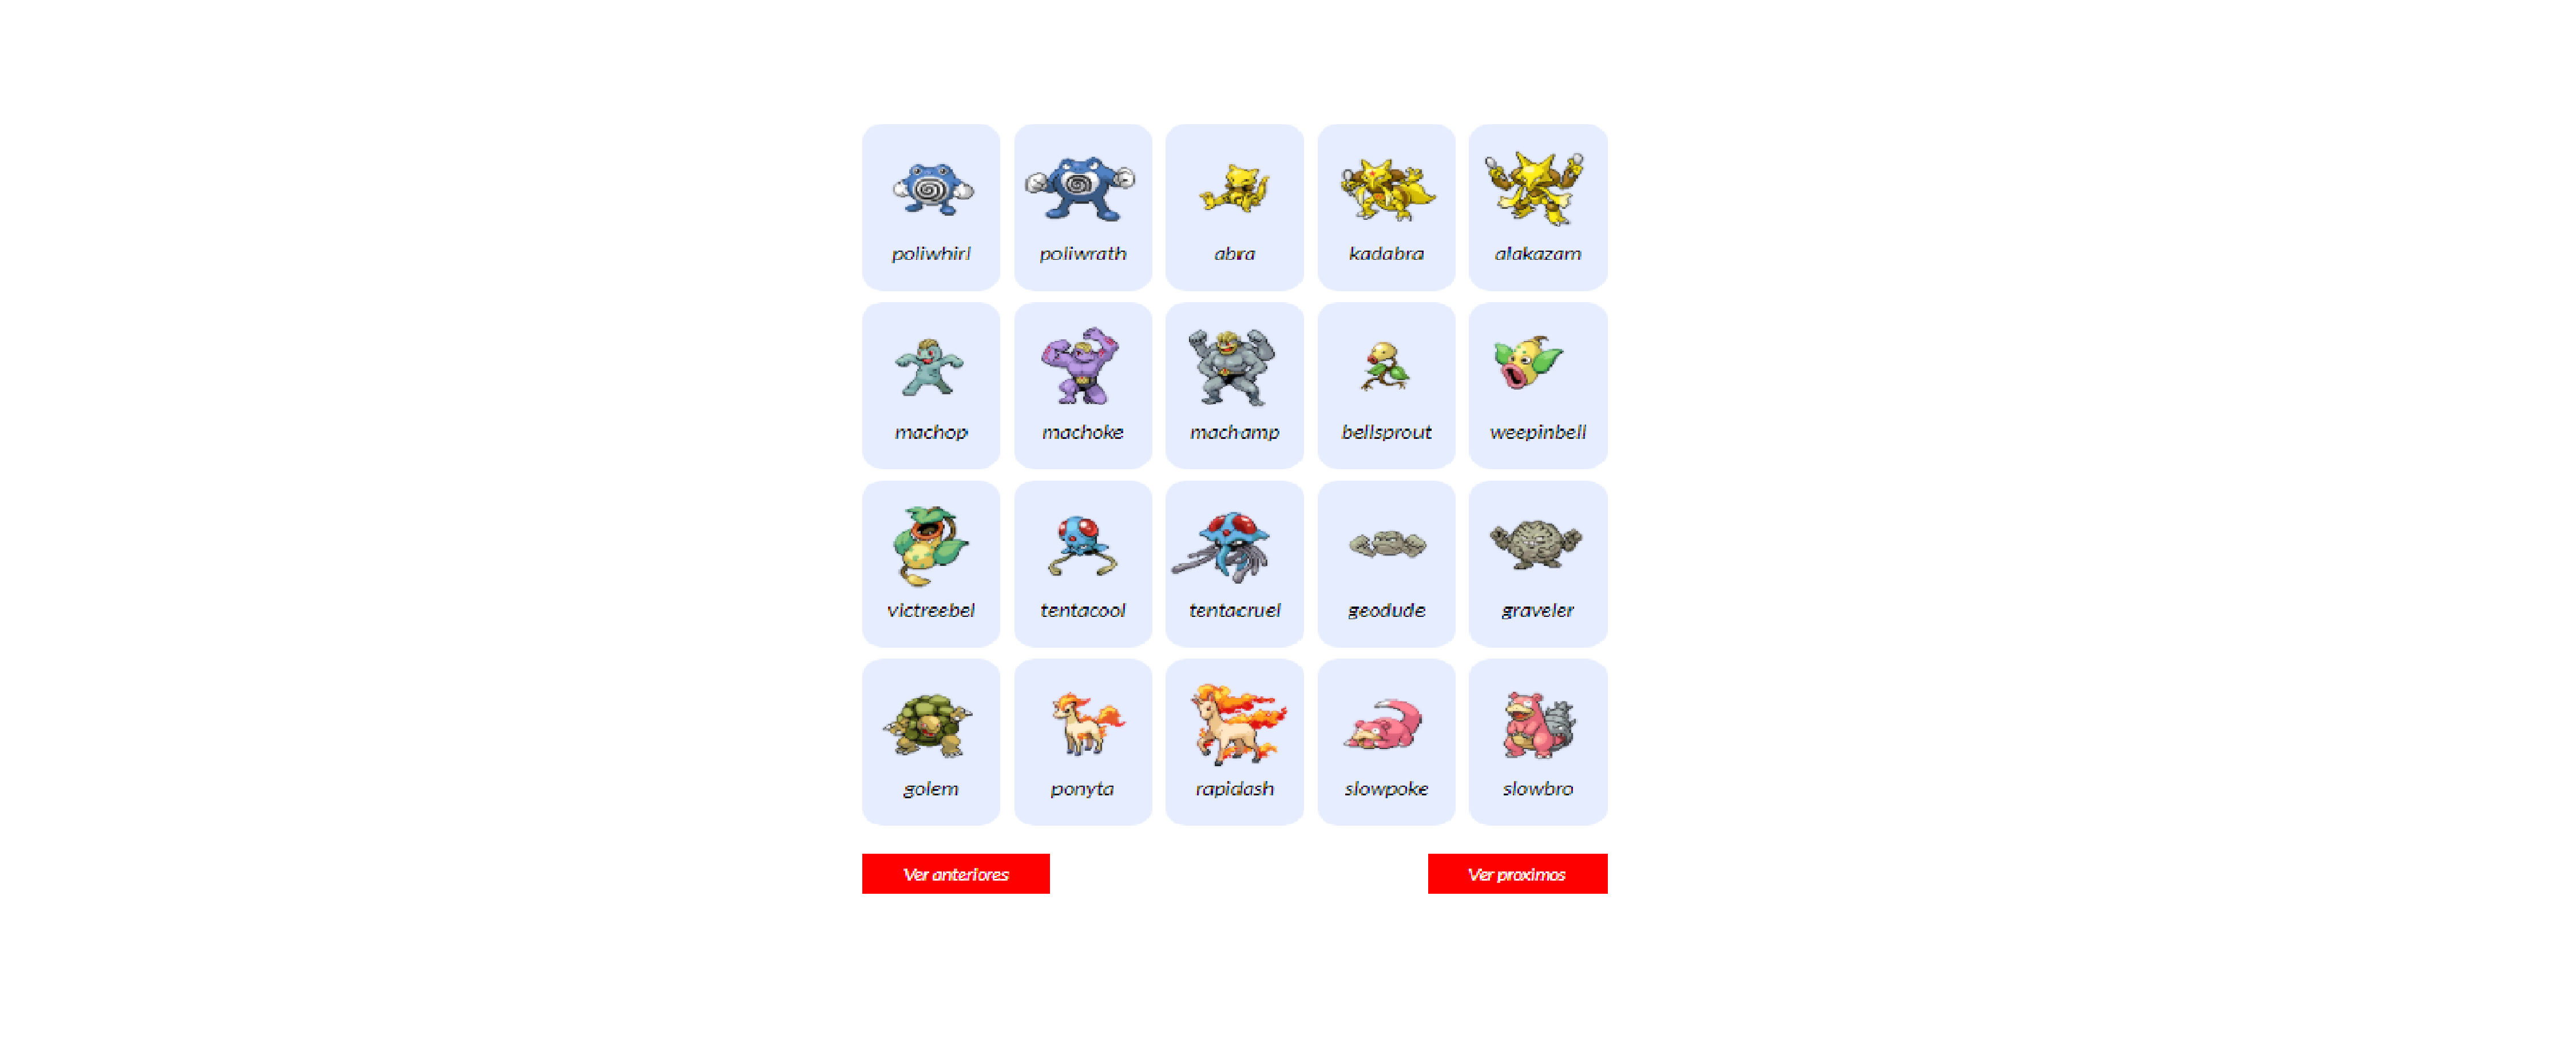 poliwhirl poliwrath abra kadabra alakazam
machop machoke machamp bellsprout weepinbell
victreebel tentacool tentacruel geodude graveler
golem ponyta rapidash slowpoke slowbro
Ver anteriores Ver proximos